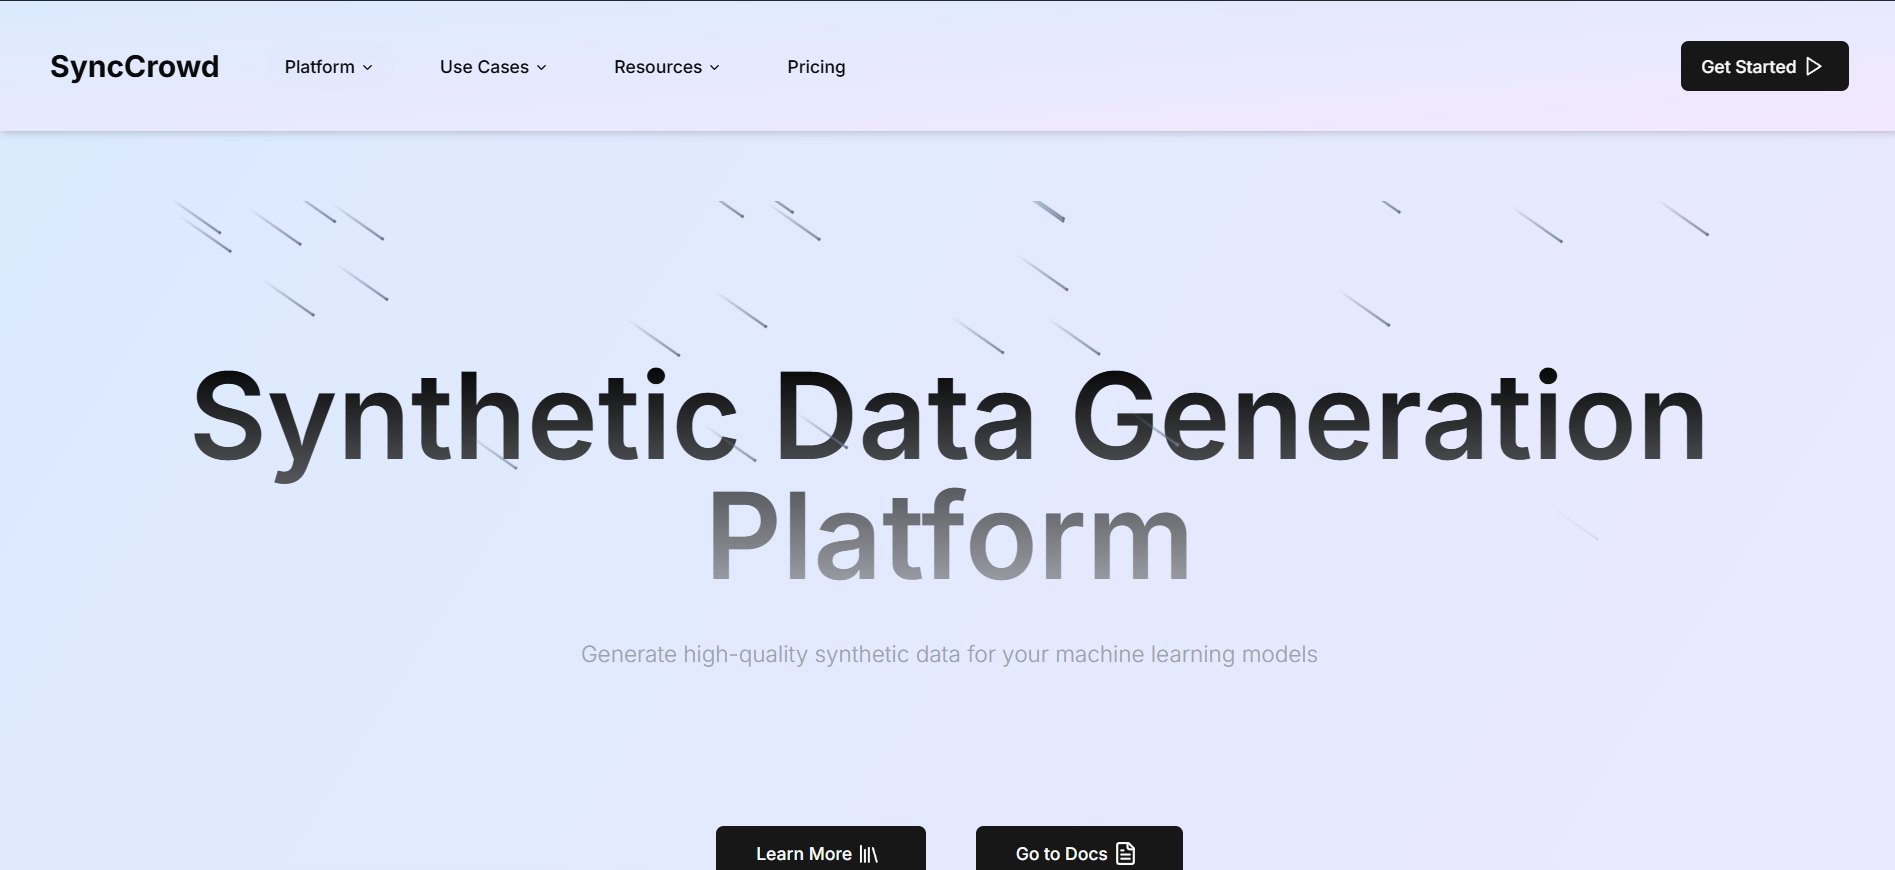 SyncCrowd
Platform
Use Cases
Resources
Pricing
Get Started
Synthetic Data Generation
Platform
Generate high-quality synthetic data for your machine learning models
Learn More
Go to Docs